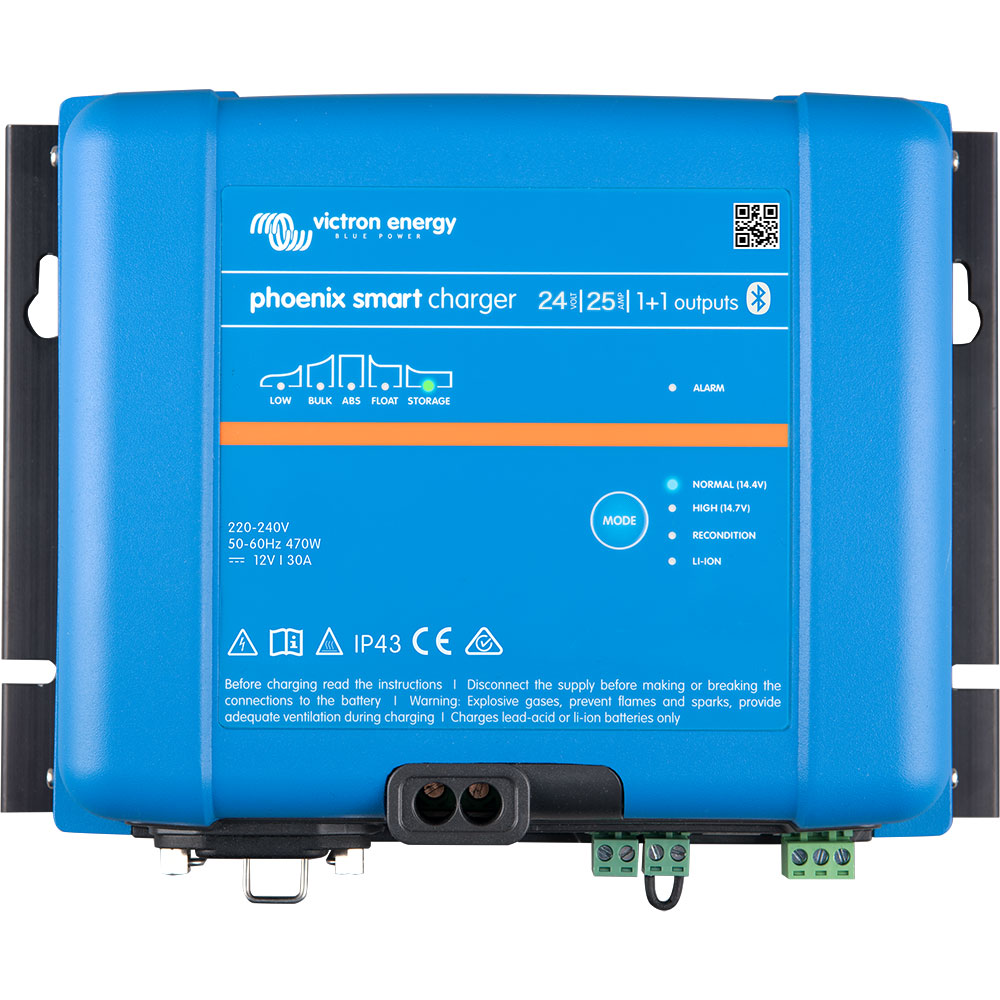 victron energy
BLUE POWER
phoenix smart charger 24 VOLT | 25 AMP | 1+1 outputs
LOW BULK ABS FLOAT STORAGE
ALARM
NORMAL (14.4V)
HIGH (14.7V)
MODE
RECONDITION
LI-ION
220-240V
50-60Hz 470W
12V | 30A
IP43 CE
Before charging read the instructions | Disconnect the supply before making or breaking the
connections to the battery | Warning: Explosive gases, prevent flames and sparks, provide
adequate ventilation during charging | Charges lead-acid or li-ion batteries only